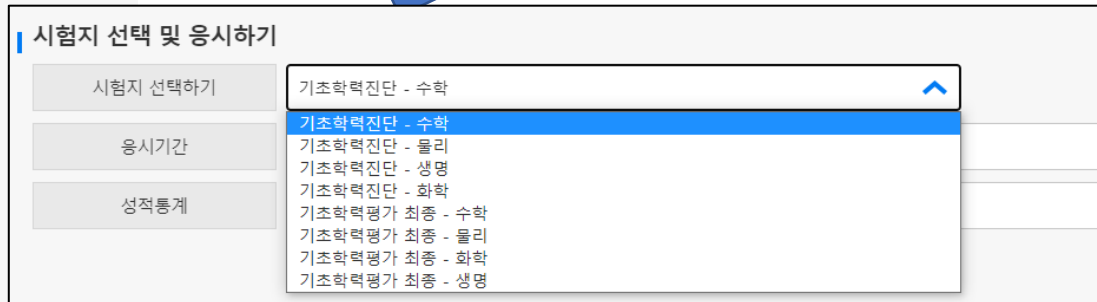 시험지 선택 및 응시하기
시험지 선택하기
기초학력진단 - 수학
기초학력진단 - 수학
기초학력진단 - 물리
기초학력진단 - 생명
기초학력진단 - 화학
기초학력평가 최종 - 수학
기초학력평가 최종 - 물리
기초학력평가 최종 - 화학
기초학력평가 최종 - 생명
응시기간
성적통계